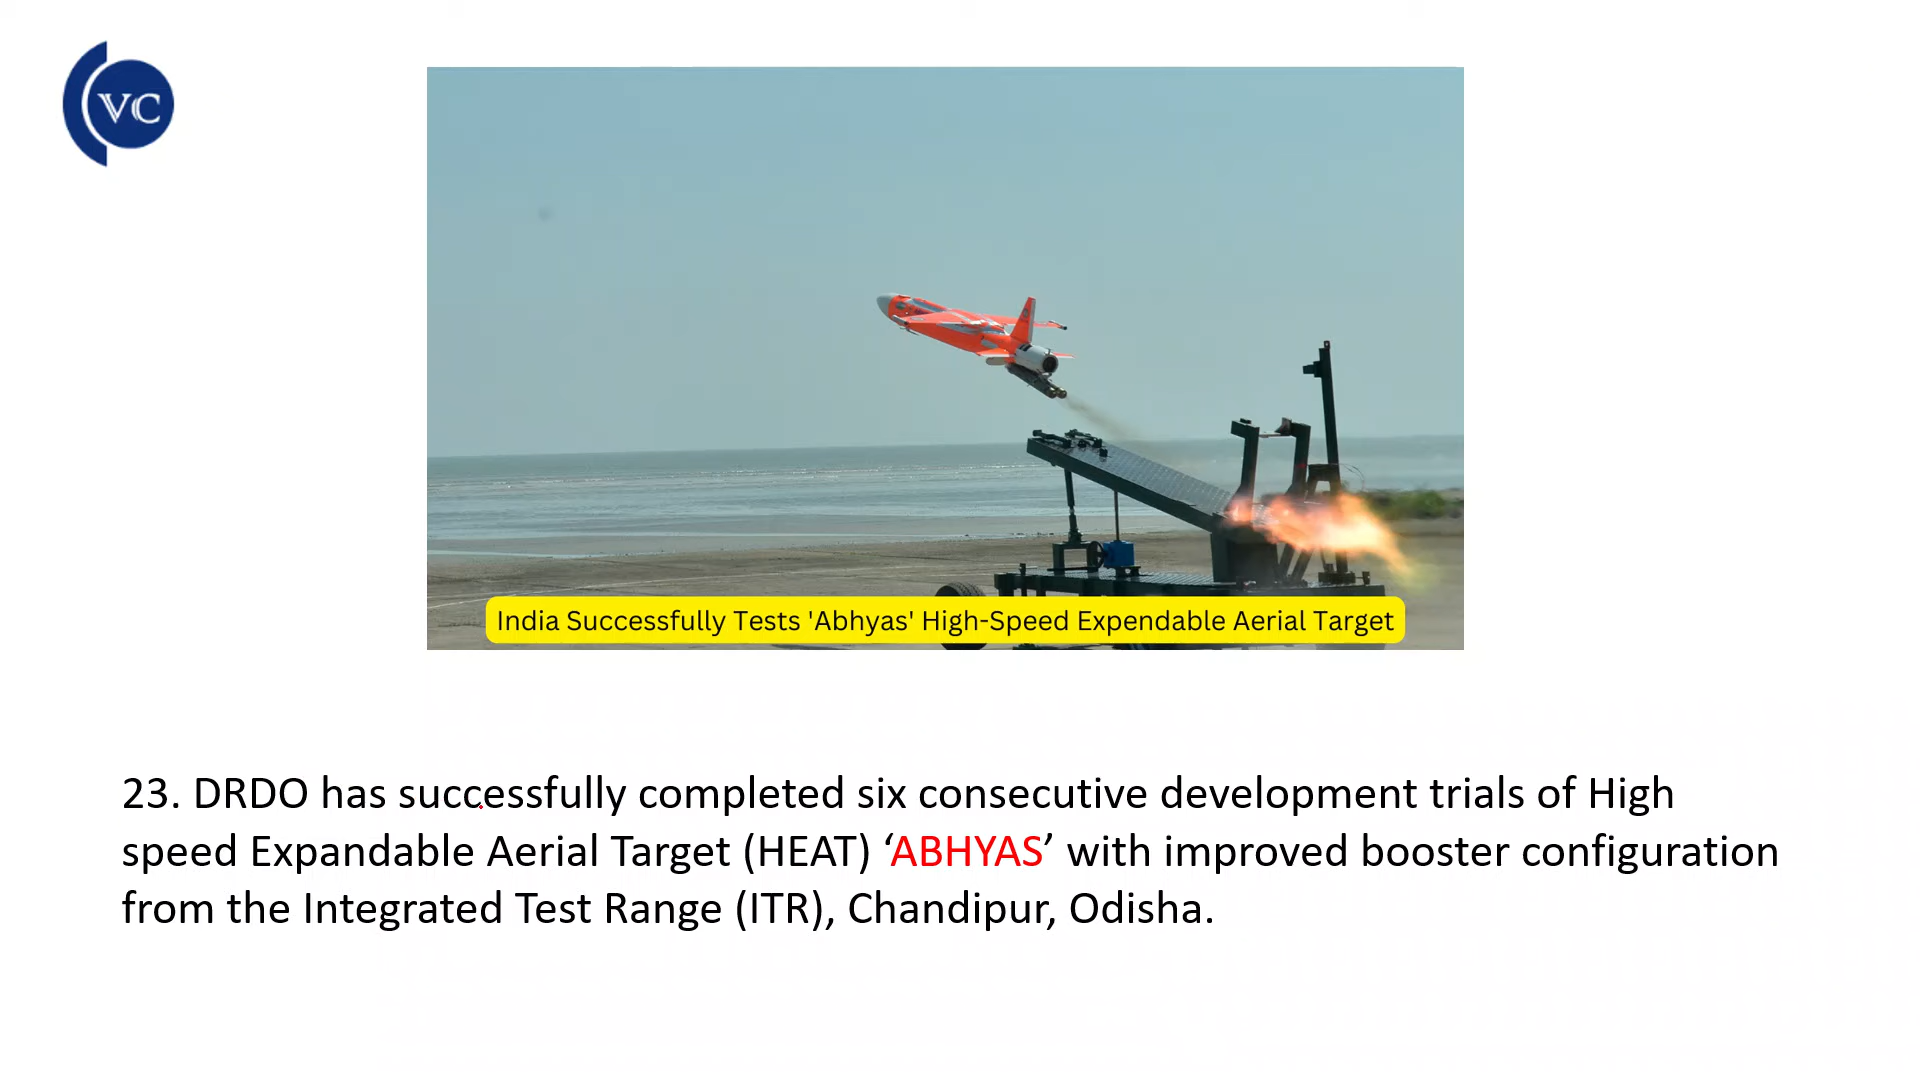 VC
India Successfully Tests 'Abhyas' High-Speed Expendable Aerial Target
23. DRDO has successfully completed six consecutive development trials of High
speed Expandable Aerial Target (HEAT) ‘ABHYAS’ with improved booster configuration
from the Integrated Test Range (ITR), Chandipur, Odisha.